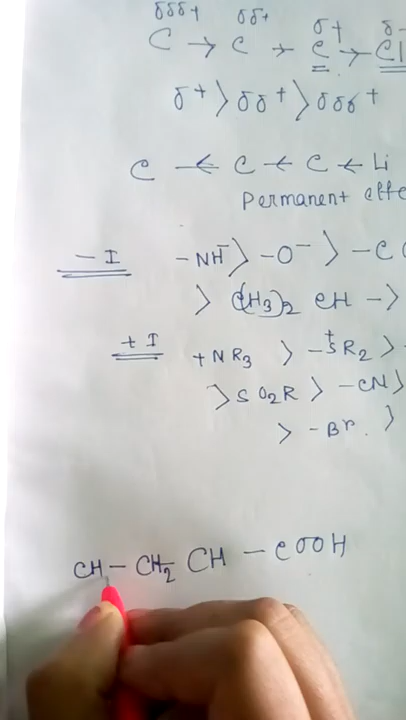 δδδ+ δδ+ δ+ δ-
C → C → C → Cl
δ+ > δδ+ > δδδ+
C ← C ← C ← Li
Permanent effe
- I -NH⁻ > -O⁻ > -C
> (CH₃)₂ CH ->
+ I +NR₃ > -S⁺R₂ >
> SO₂R > -CN >
> -Br. >
CH - CH₂ CH - COOH